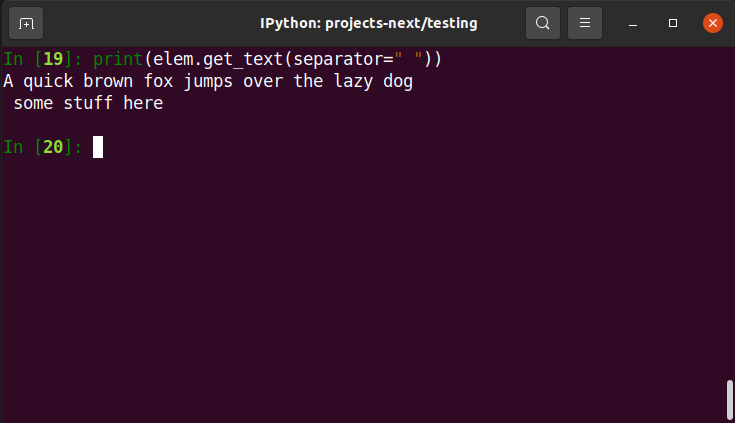 IPython: projects-next/testing
In [19]: print(elem.get_text(separator=" "))
A quick brown fox jumps over the lazy dog
 some stuff here
In [20]: